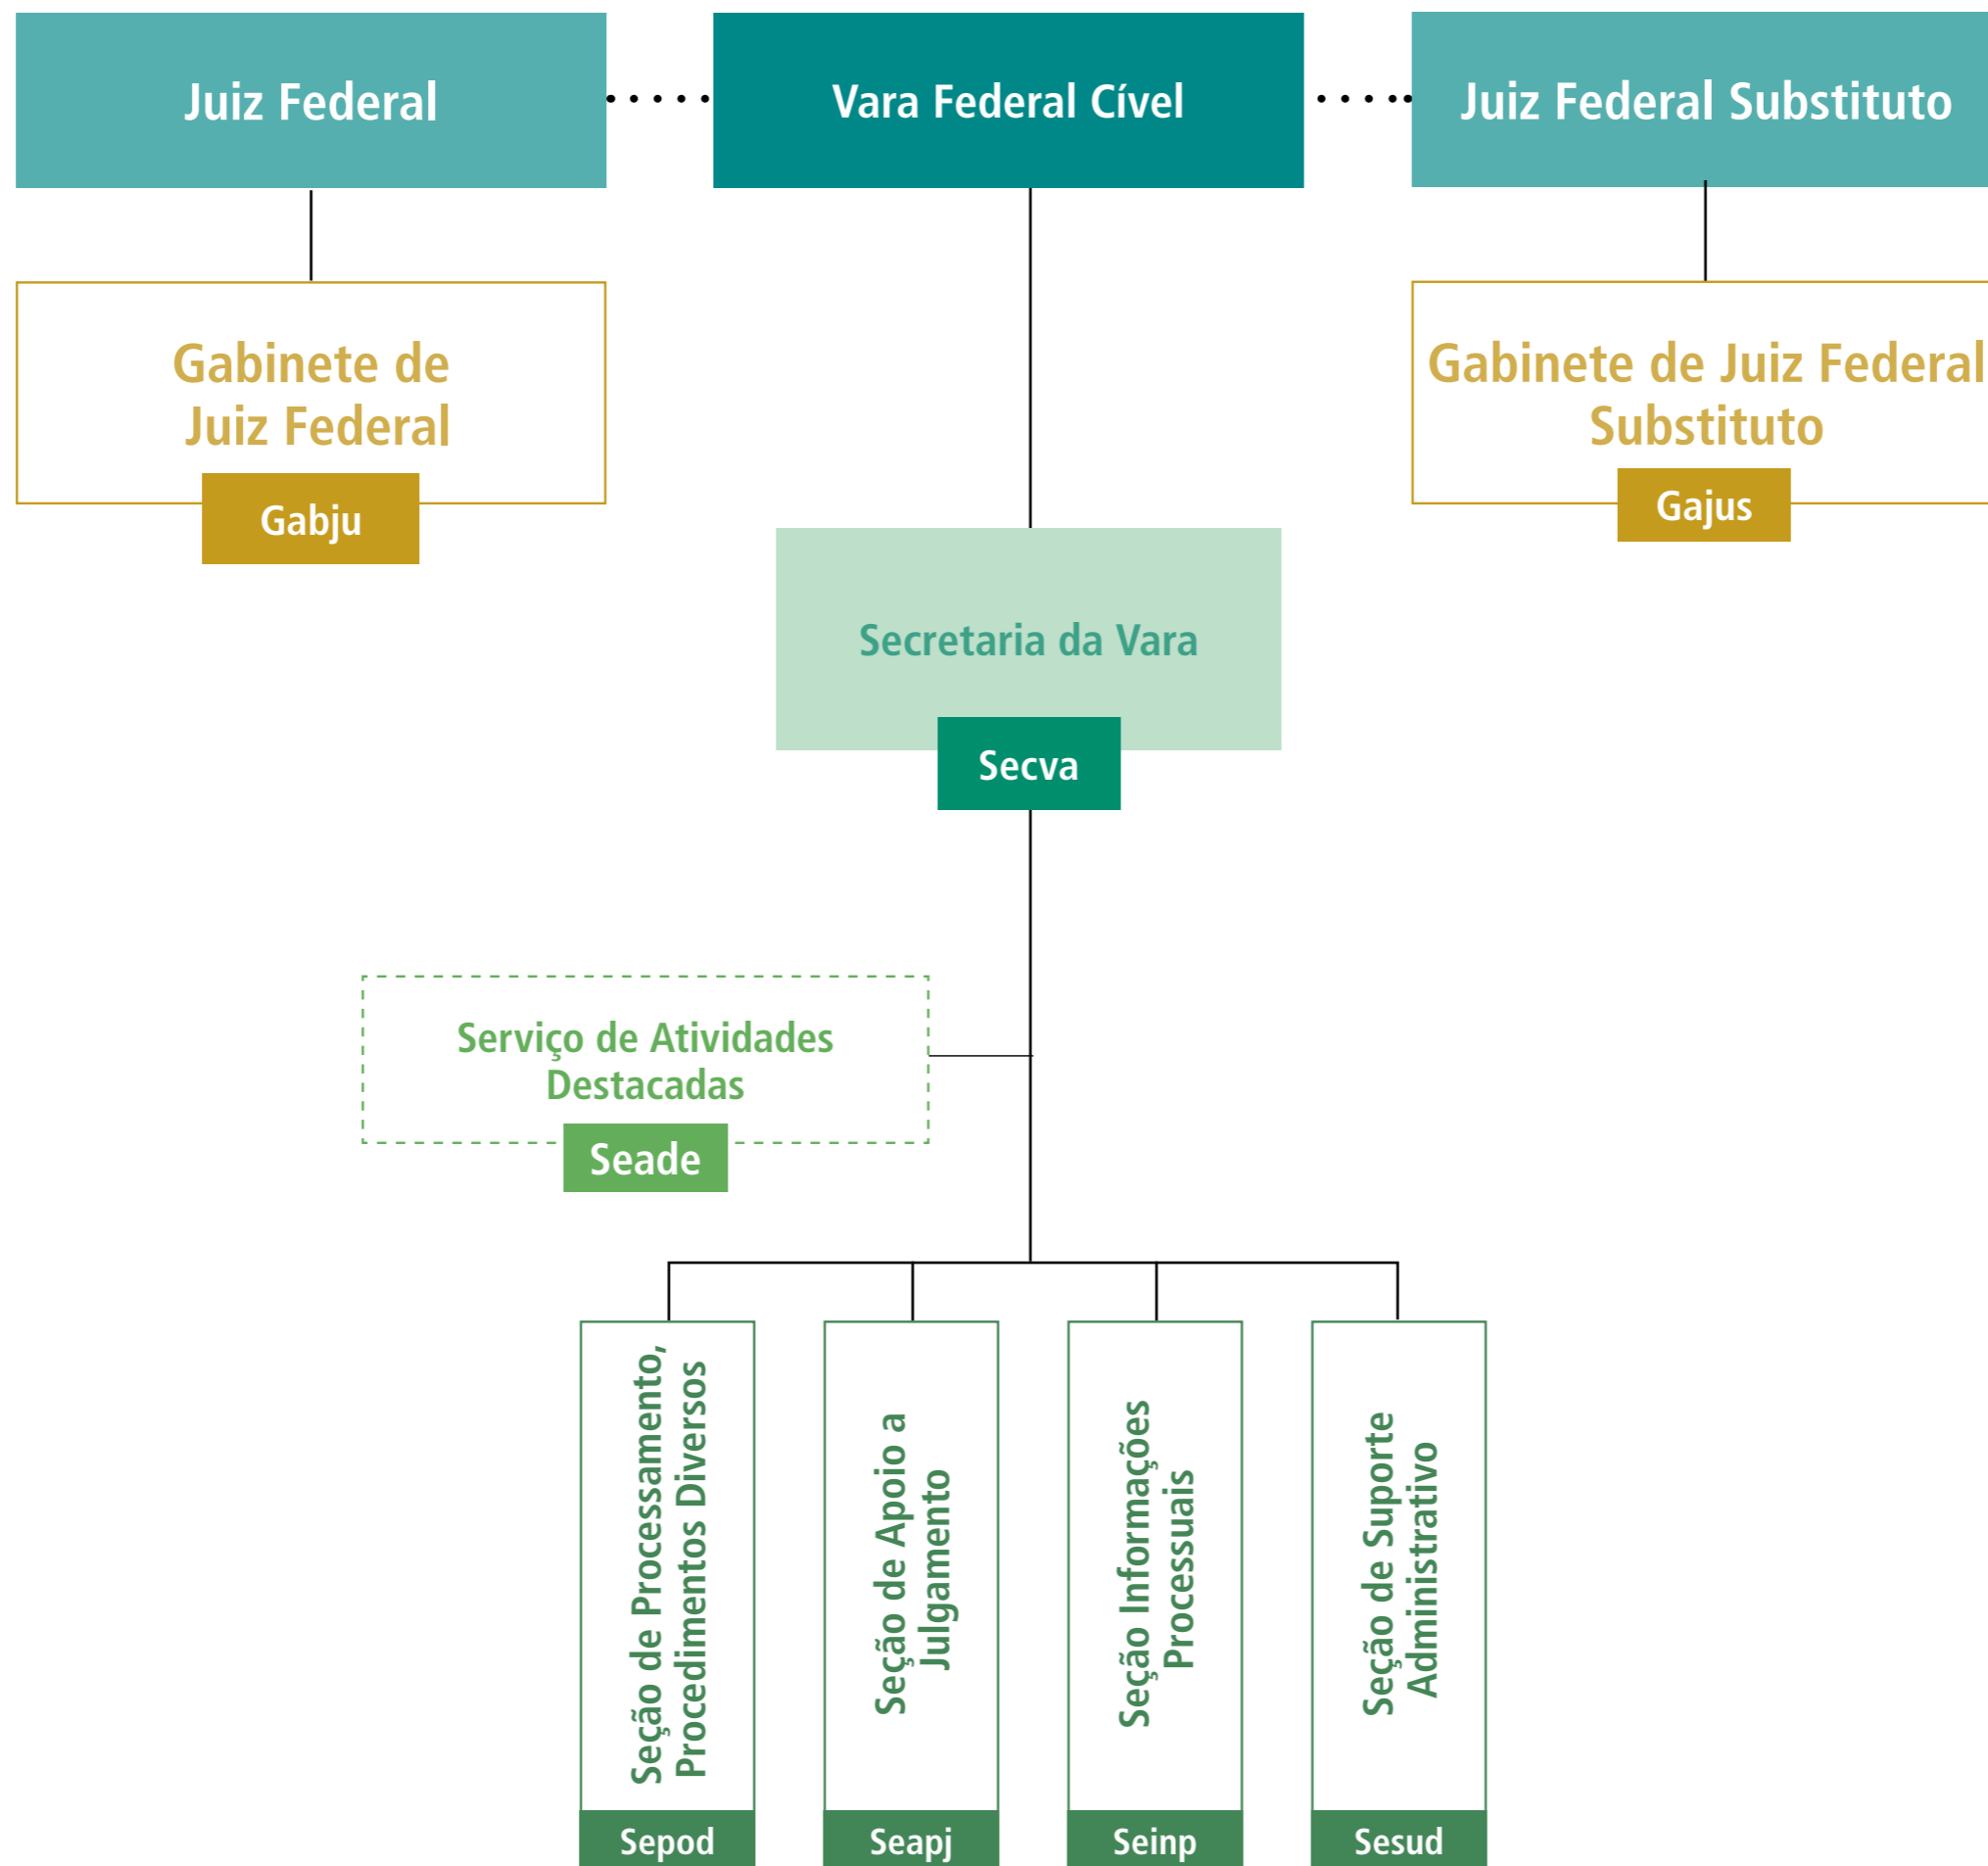 Juiz Federal
Vara Federal Cível
Juiz Federal Substituto
Gabinete de
Juiz Federal
Gabju
Gabinete de Juiz Federal
Substituto
Gajus
Secretaria da Vara
Secva
Serviço de Atividades
Destacadas
Seade
Seção de Processamento,
Procedimentos Diversos
Sepod
Seção de Apoio a
Julgamento
Seapj
Seção Informações
Processuais
Seinp
Seção de Suporte
Administrativo
Sesud